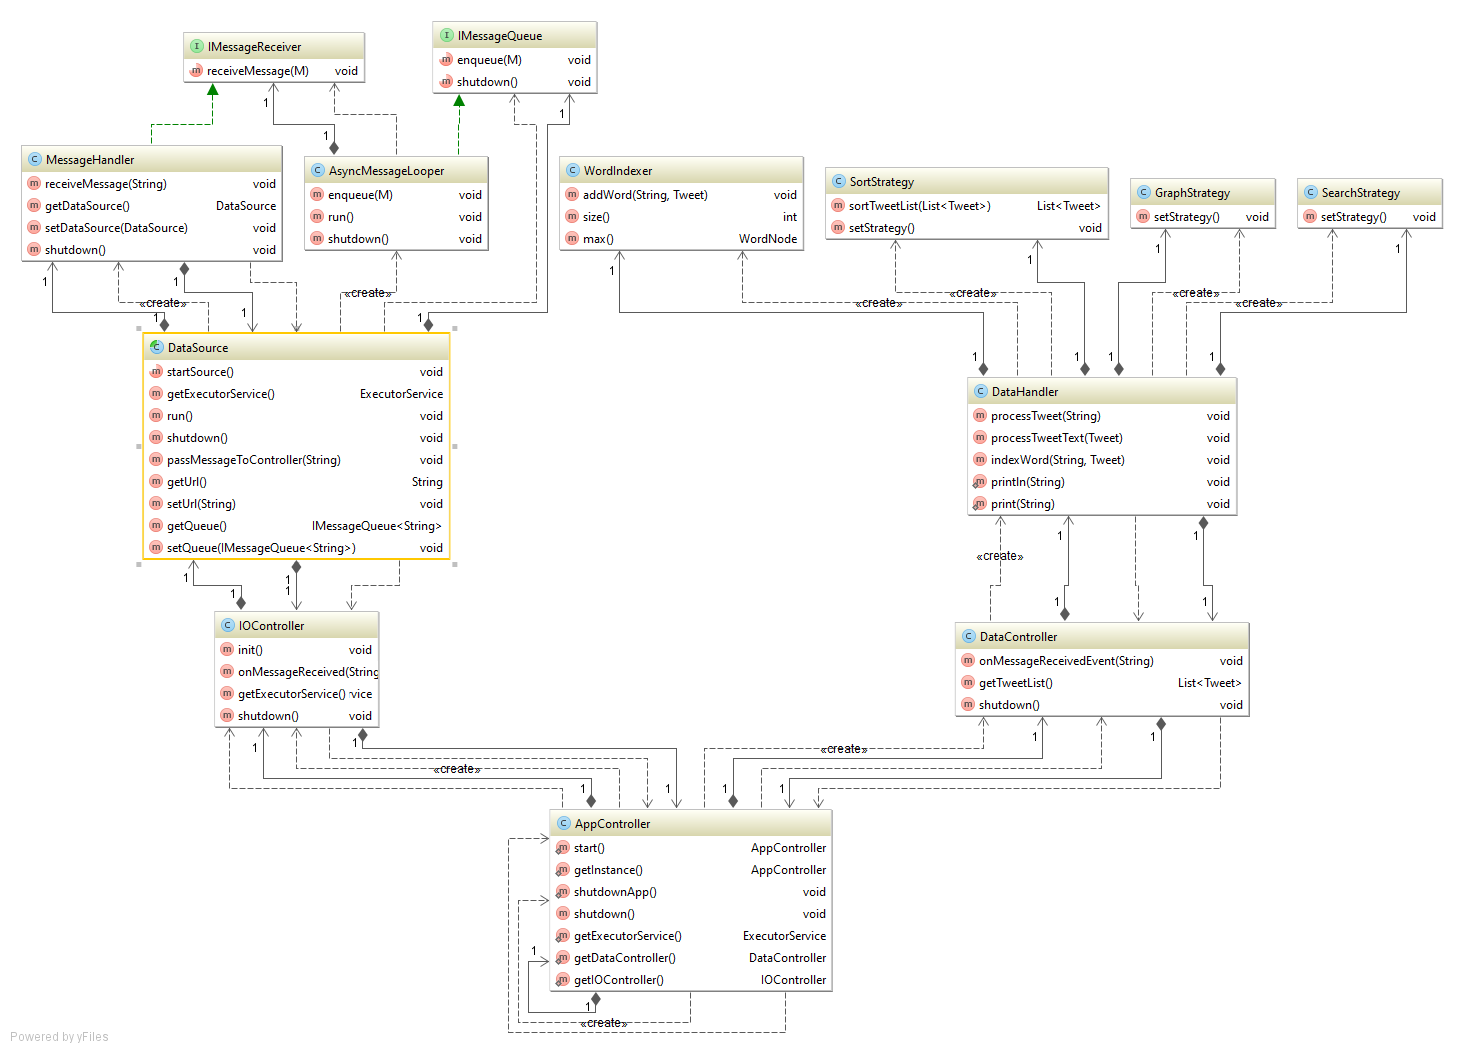 I IMessageReceiver
m receiveMessage(M) void
I IMessageQueue
m enqueue(M) void
m shutdown() void
1
1
1
C MessageHandler
m receiveMessage(String) void
m getDataSource() DataSource
m setDataSource(DataSource) void
m shutdown() void
C AsyncMessageLooper
m enqueue(M) void
m run() void
m shutdown() void
C WordIndexer
m addWord(String, Tweet) void
m size() int
m max() WordNode
C SortStrategy
m sortTweetList(List<Tweet>) List<Tweet>
m setStrategy() void
C GraphStrategy
m setStrategy() void
C SearchStrategy
m setStrategy() void
1
1
1
1
1
1
1
1
1
«create»
«create»
«create»
«create»
«create»
«create»
1
1
1
1
C DataSource
m startSource() void
m getExecutorService() ExecutorService
m run() void
m shutdown() void
m passMessageToController(String) void
m getUrl() String
m setUrl(String) void
m getQueue() IMessageQueue<String>
m setQueue(IMessageQueue<String>) void
C DataHandler
m processTweet(String) void
m processTweetText(Tweet) void
m indexWord(String, Tweet) void
m println(String) void
m print(String) void
1
1
1
1
«create»
1
1
1
1
C IOController
m init() void
m onMessageReceived(String
m getExecutorService() rvice
m shutdown() void
C DataController
m onMessageReceivedEvent(String) void
m getTweetList() List<Tweet>
m shutdown() void
1
1
1
1
«create»
«create»
1
1
1
1
C AppController
m start() AppController
m getInstance() AppController
m shutdownApp() void
m shutdown() void
m getExecutorService() ExecutorService
m getDataController() DataController
m getIOController() IOController
1
1
«create»
Powered by yFiles